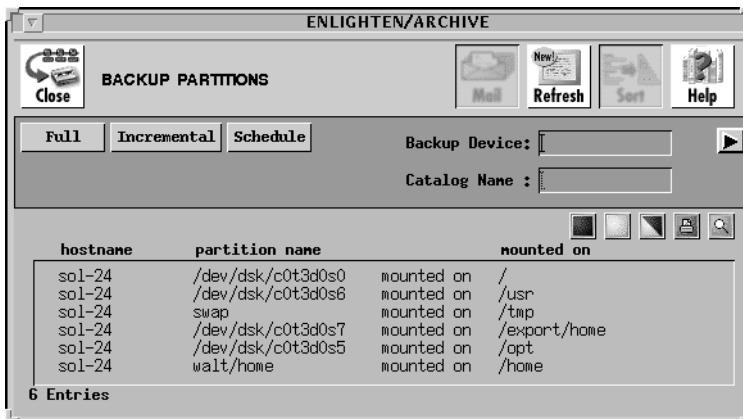 ENLIGHTEN/ARCHIVE
Close
BACKUP PARTITIONS
Mail
New!
Refresh
Sort
Help
Full Incremental Schedule
Backup Device:
Catalog Name :
hostname partition name mounted on
sol-24 /dev/dsk/c0t3d0s0 mounted on /
sol-24 /dev/dsk/c0t3d0s6 mounted on /usr
sol-24 swap mounted on /tmp
sol-24 /dev/dsk/c0t3d0s7 mounted on /export/home
sol-24 /dev/dsk/c0t3d0s5 mounted on /opt
sol-24 walt/home mounted on /home
6 Entries